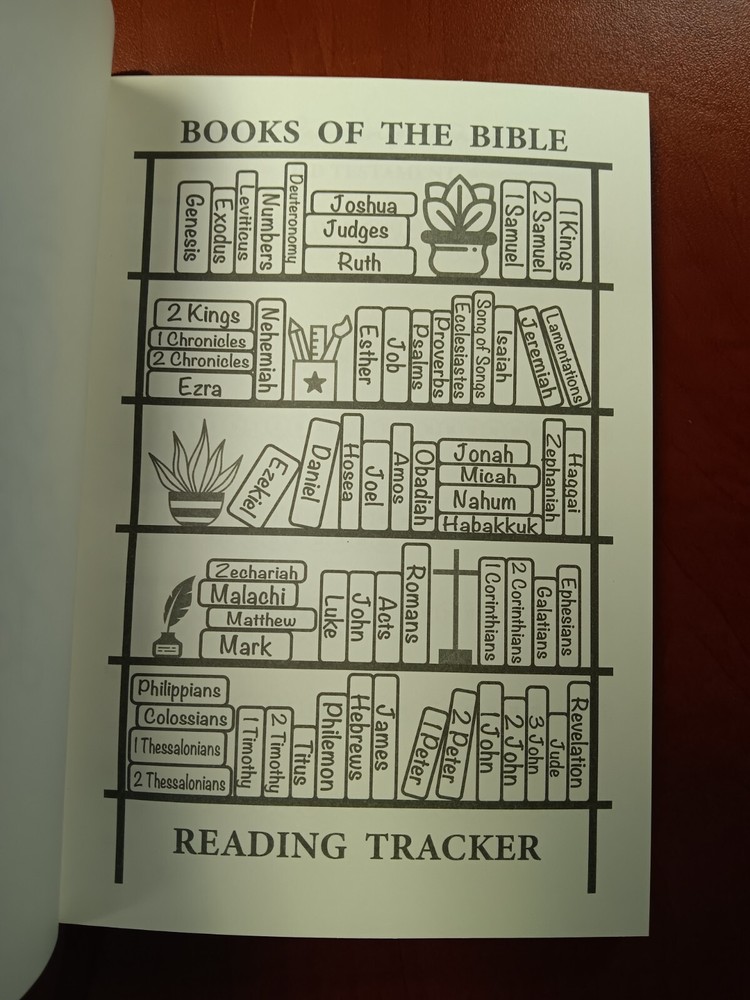 BOOKS OF THE BIBLE
Genesis
Exodus
Leviticus
Numbers
Deuteronomy
Joshua
Judges
Ruth
1 Samuel
2 Samuel
1 Kings
2 Kings
1 Chronicles
2 Chronicles
Ezra
Nehemiah
Esther
Job
Psalms
Proverbs
Ecclesiastes
Song of Songs
Isaiah
Jeremiah
Lamentations
Ezekiel
Daniel
Hosea
Joel
Amos
Obadiah
Jonah
Micah
Nahum
Habakkuk
Zephaniah
Haggai
Zechariah
Malachi
Matthew
Mark
Luke
John
Acts
Romans
1 Corinthians
2 Corinthians
Galatians
Ephesians
Philippians
Colossians
1 Thessalonians
2 Thessalonians
1 Timothy
2 Timothy
Titus
Philemon
Hebrews
James
1 Peter
2 Peter
1 John
2 John
3 John
Jude
Revelation
READING TRACKER